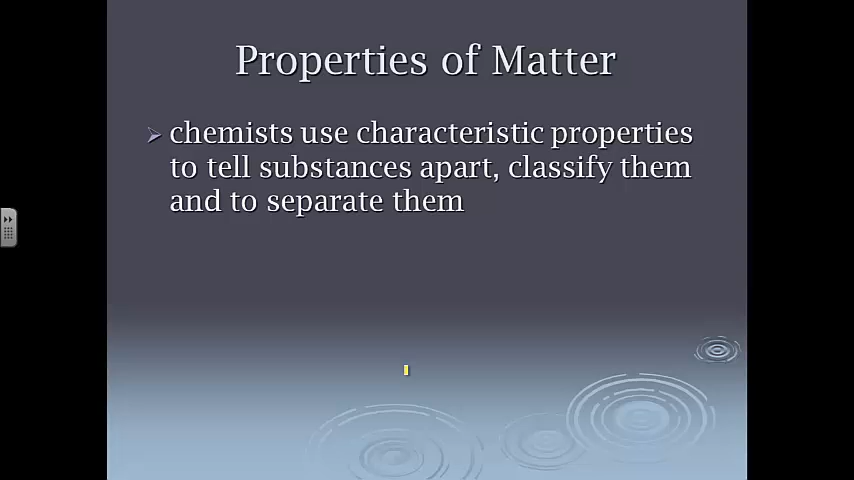 Properties of Matter
chemists use characteristic properties
to tell substances apart, classify them
and to separate them